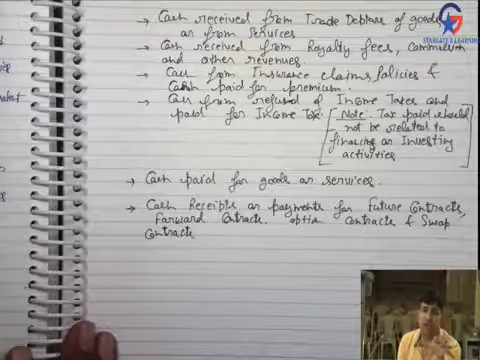 → Cash received from Trade Debtors of goods
or from services
STARGATE E-LEARNING
→ Cash received from Royalty fees, Commission
and other revenues.
→ Cash from Insurance claims, Policies &
Cash paid for premium.
→ Cash from refund of Income Taxes and
paid for Income Tax. [Note: Tax paid should
not be related to
financing or Investing
activities]
→ Cash paid for goods or services.
→ Cash Receipts or payments for Future Contracts,
Forward Contracts. option Contracts & Swap
Contracts